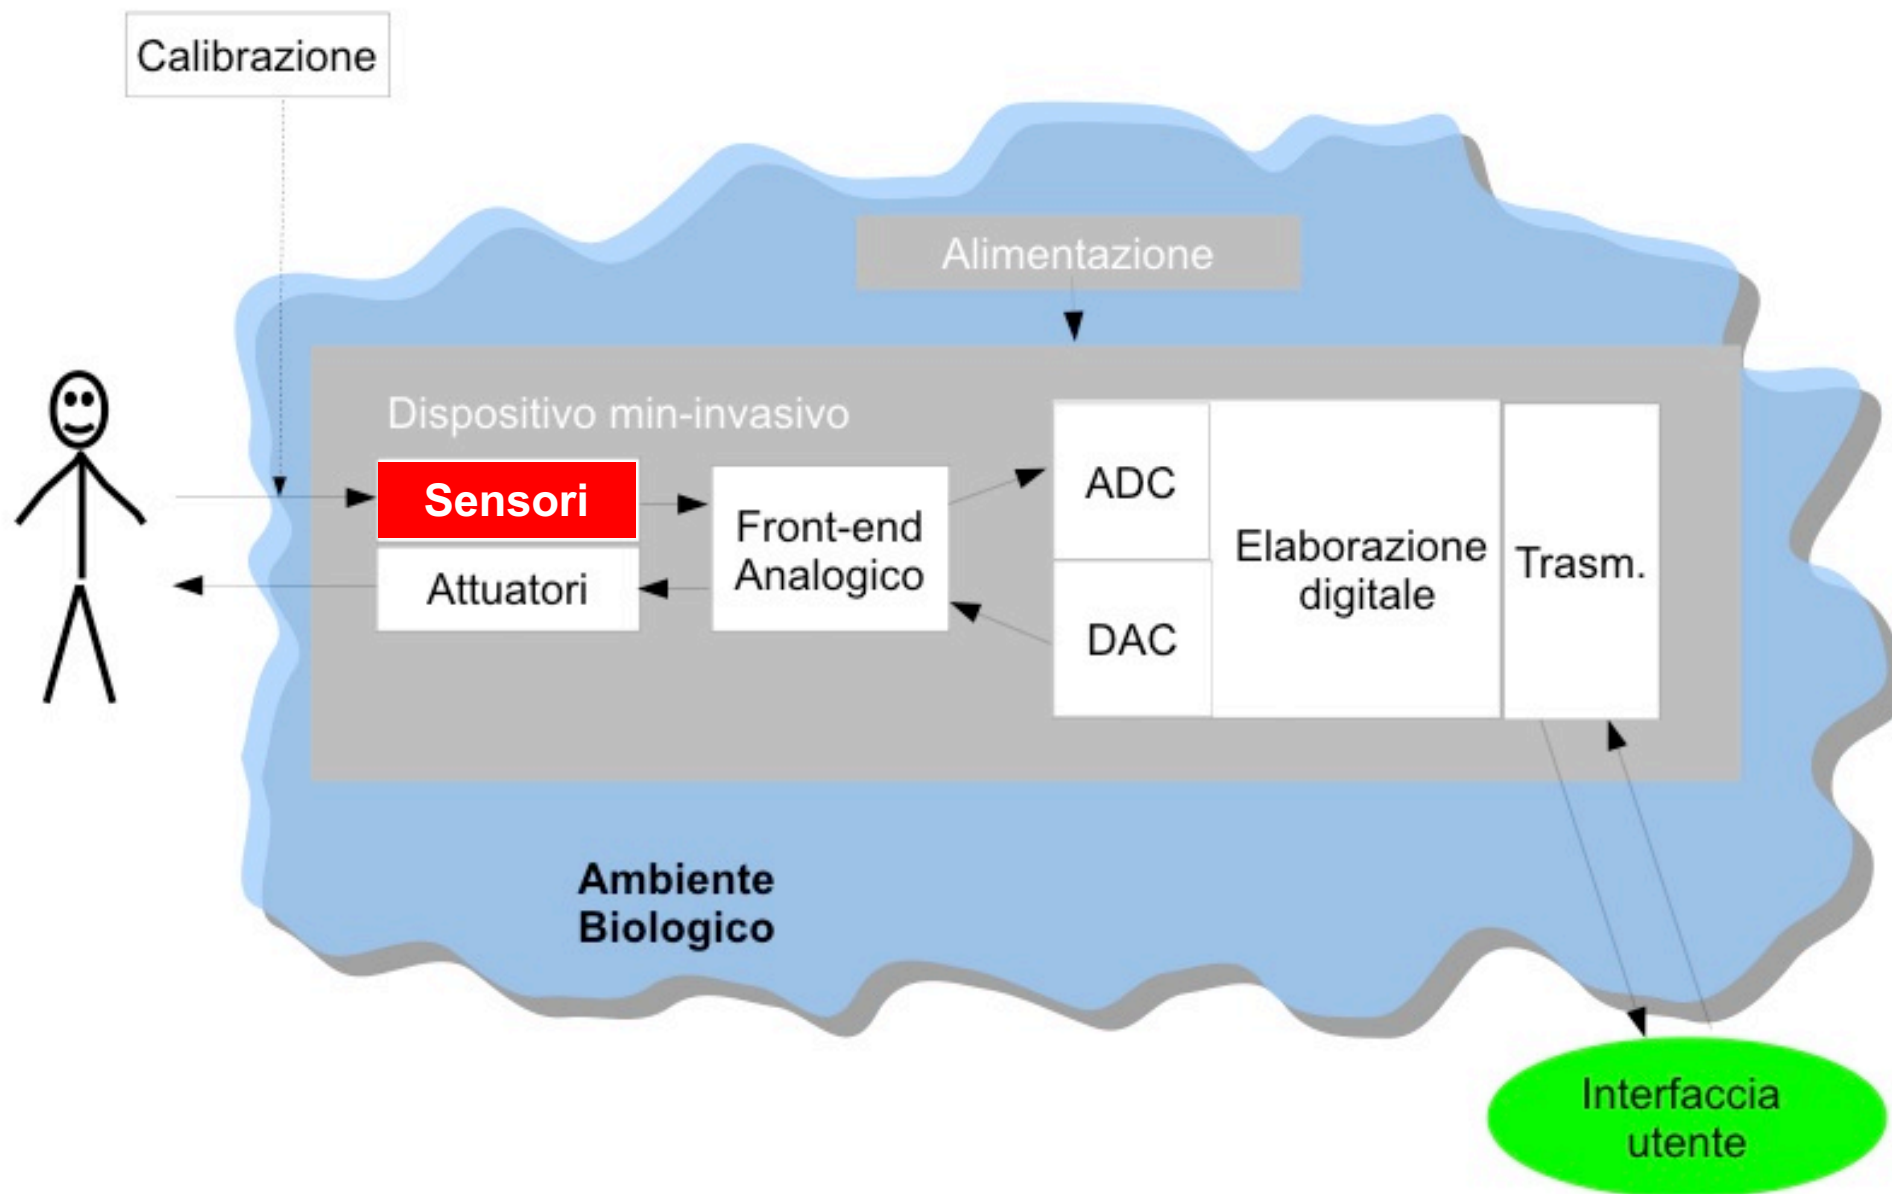 Calibrazione
Alimentazione
Dispositivo min-invasivo
Sensori
Attuatori
Front-end
Analogico
ADC
DAC
Elaborazione
digitale
Trasm.
Ambiente
Biologico
Interfaccia
utente